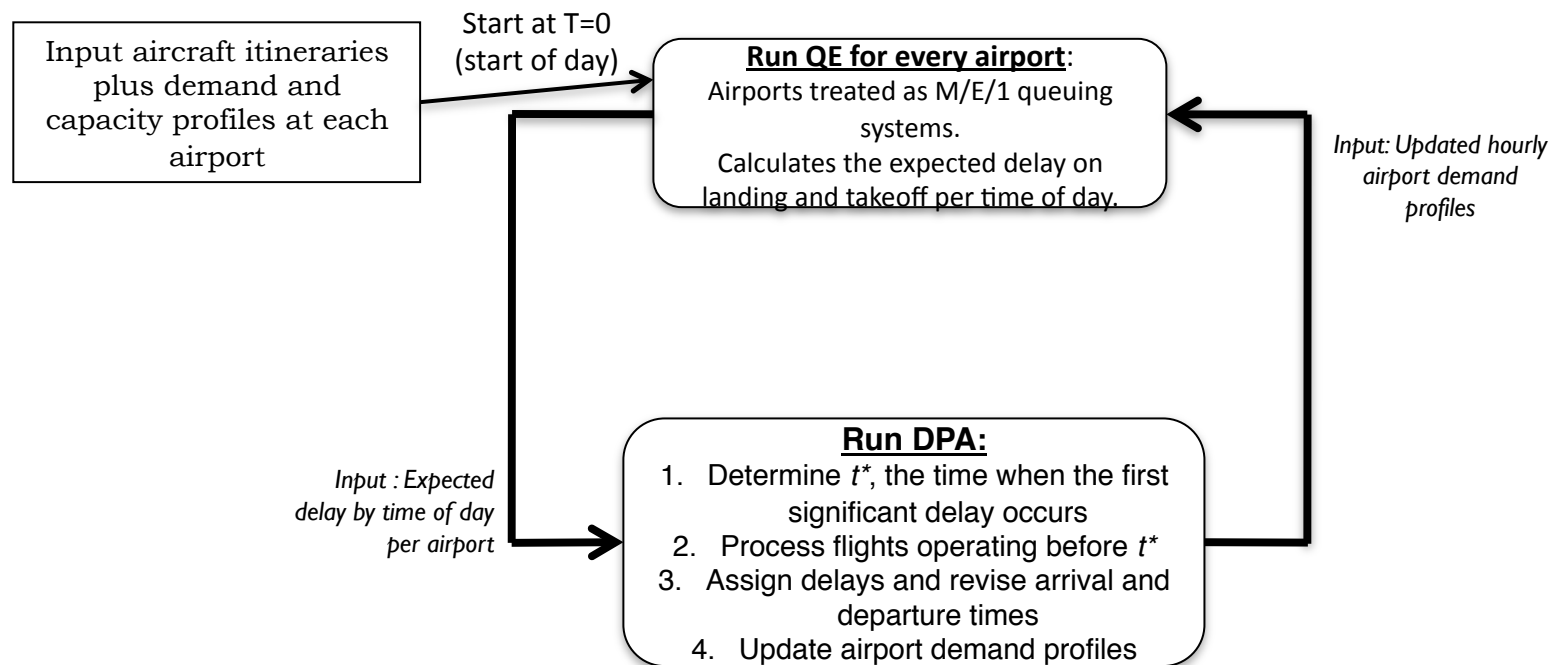 Input aircraft itineraries
plus demand and
capacity profiles at each
airport
Start at T=0
(start of day)
Run QE for every airport:
Airports treated as M/E/1 queuing
systems.
Calculates the expected delay on
landing and takeoff per time of day.
Input: Updated hourly
airport demand
profiles
Input : Expected
delay by time of day
per airport
Run DPA:
1. Determine t*, the time when the first
significant delay occurs
2. Process flights operating before t*
3. Assign delays and revise arrival and
departure times
4. Update airport demand profiles